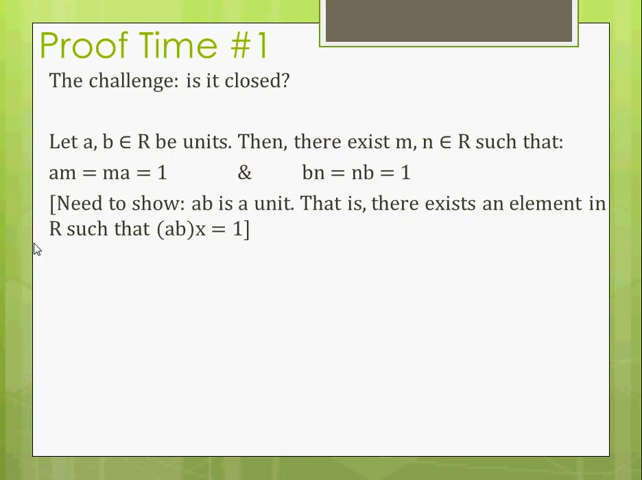 Proof Time #1
The challenge: is it closed?
Let a, b ∈ R be units. Then, there exist m, n ∈ R such that:
am = ma = 1 & bn = nb = 1
[Need to show: ab is a unit. That is, there exists an element in
R such that (ab)x = 1]